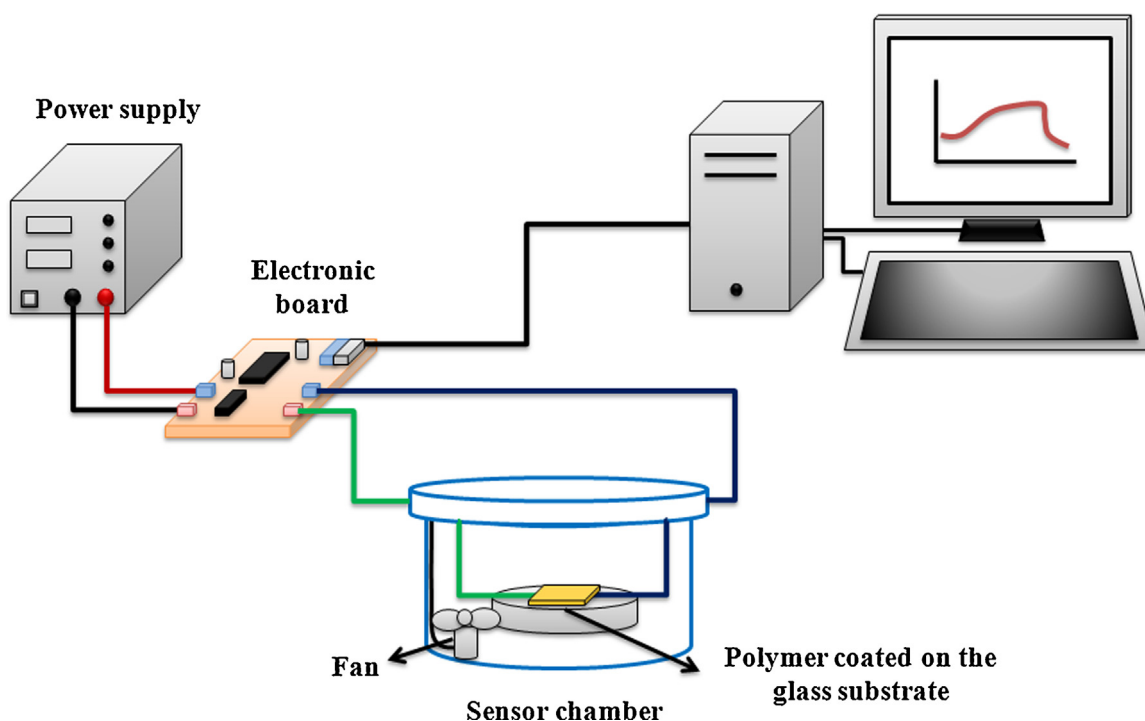 Power supply
Electronic
board
Fan
Polymer coated on the
glass substrate
Sensor chamber